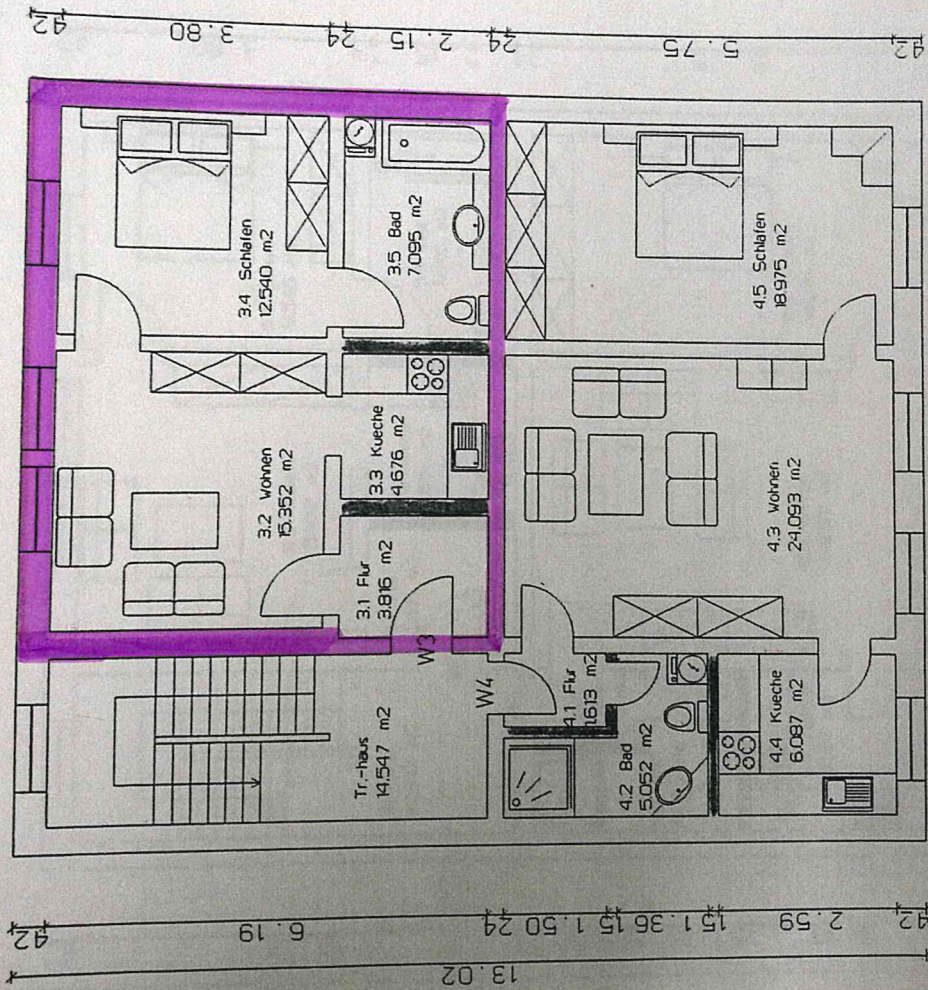 42
3.80
24
2.15
24
5.75
42
3.4 Schlafen
12.540 m2
3.5 Bad
7.095 m2
4.5 Schlafen
18.975 m2
3.2 Wohnen
15.352 m2
3.3 Kueche
4.676 m2
3.1 Flur
3.816 m2
W3
4.3 Wohnen
24.093 m2
Tr.-haus
14.547 m2
W4
4.1 Flur
1.613 m2
4.2 Bad
5.052 m2
4.4 Kueche
6.087 m2
42
6.19
24
1.50
15
1.36
15
2.59
42
13.02